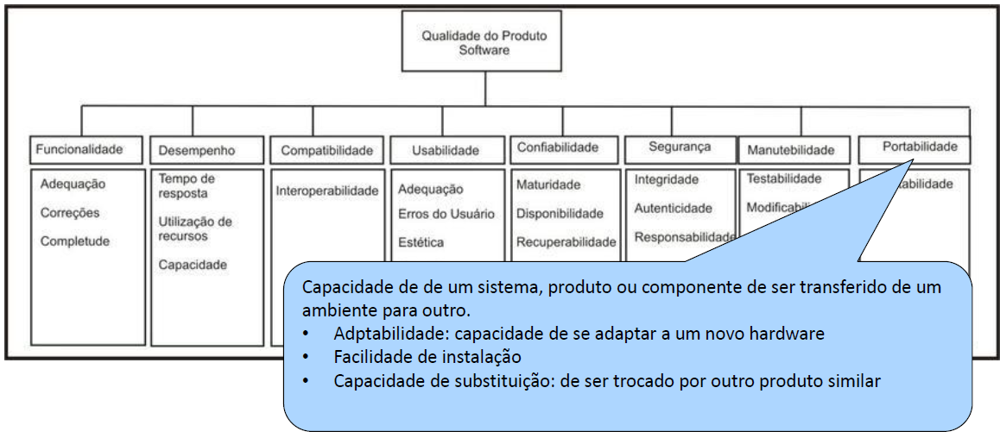 Qualidade do Produto
Software
Funcionalidade
Desempenho
Compatibilidade
Usabilidade
Confiabilidade
Segurança
Manutebilidade
Portabilidade
Adequação
Correções
Completude
Tempo de
resposta
Utilização de
recursos
Capacidade
Interoperabilidade
Adequação
Erros do Usuário
Estética
Maturidade
Disponibilidade
Recuperabilidade
Integridade
Autenticidade
Responsabilidade
Testabilidade
Capacidade de de um sistema, produto ou componente de ser transferido de um
ambiente para outro.
• Adptabilidade: capacidade de se adaptar a um novo hardware
• Facilidade de instalação
• Capacidade de substituição: de ser trocado por outro produto similar